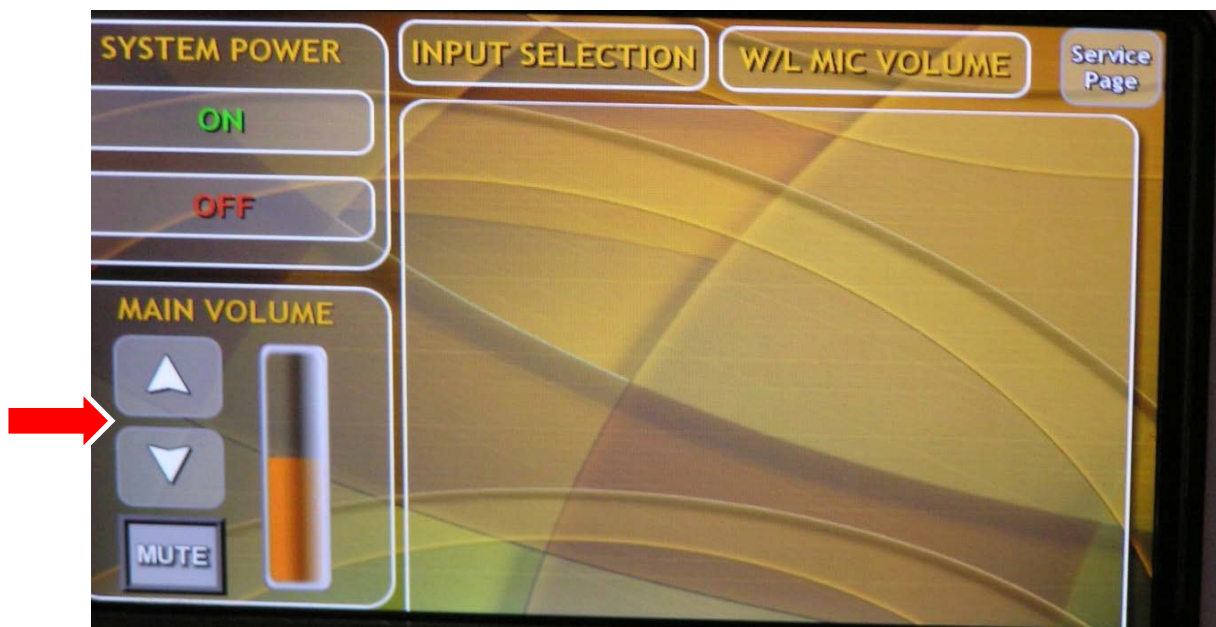 SYSTEM POWER
ON
OFF
INPUT SELECTION
W/L MIC VOLUME
Service
Page
MAIN VOLUME
MUTE